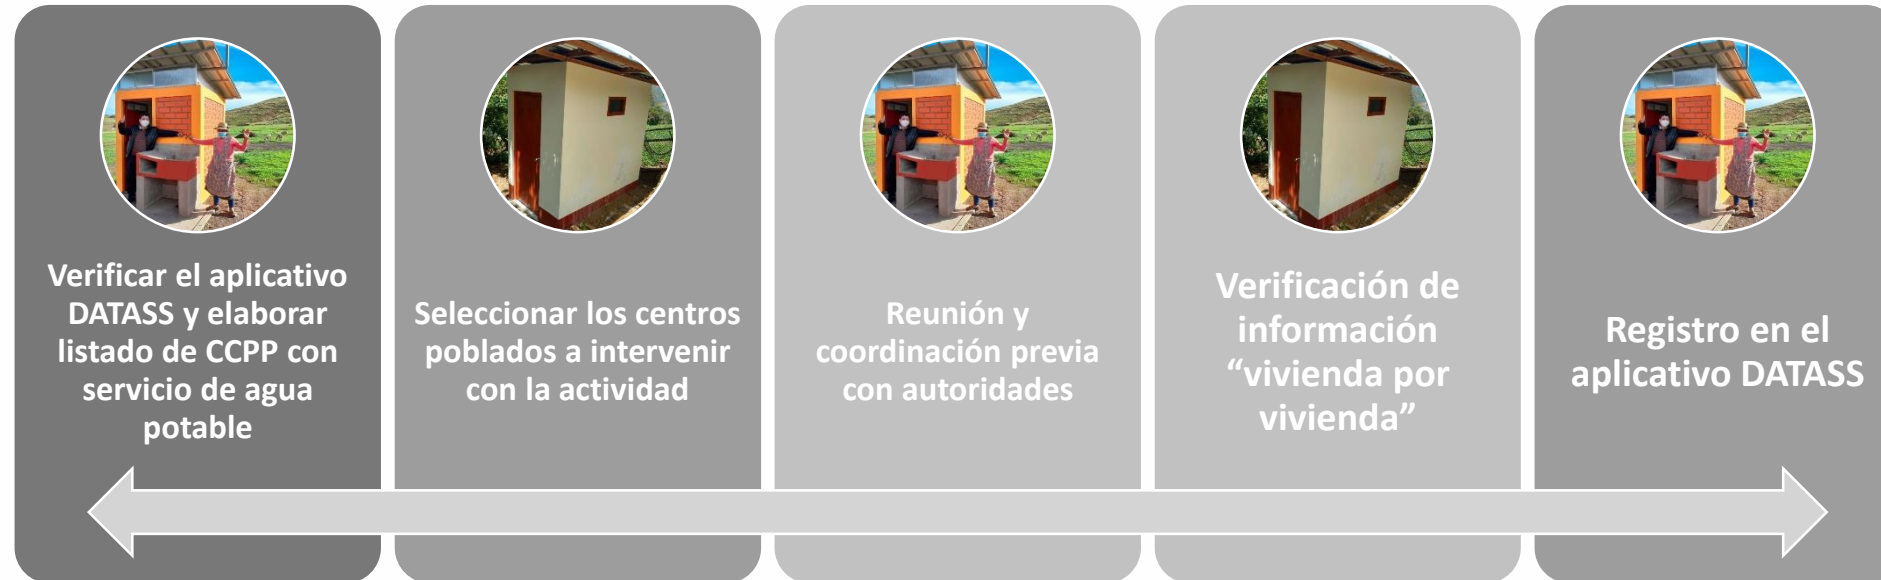 Verificar el aplicativo
DATASS y elaborar
listado de CCPP con
servicio de agua
potable
Seleccionar los centros
poblados a intervenir
con la actividad
Reunión y
coordinación previa
con autoridades
Verificación de
información
“vivienda por
vivienda”
Registro en el
aplicativo DATASS